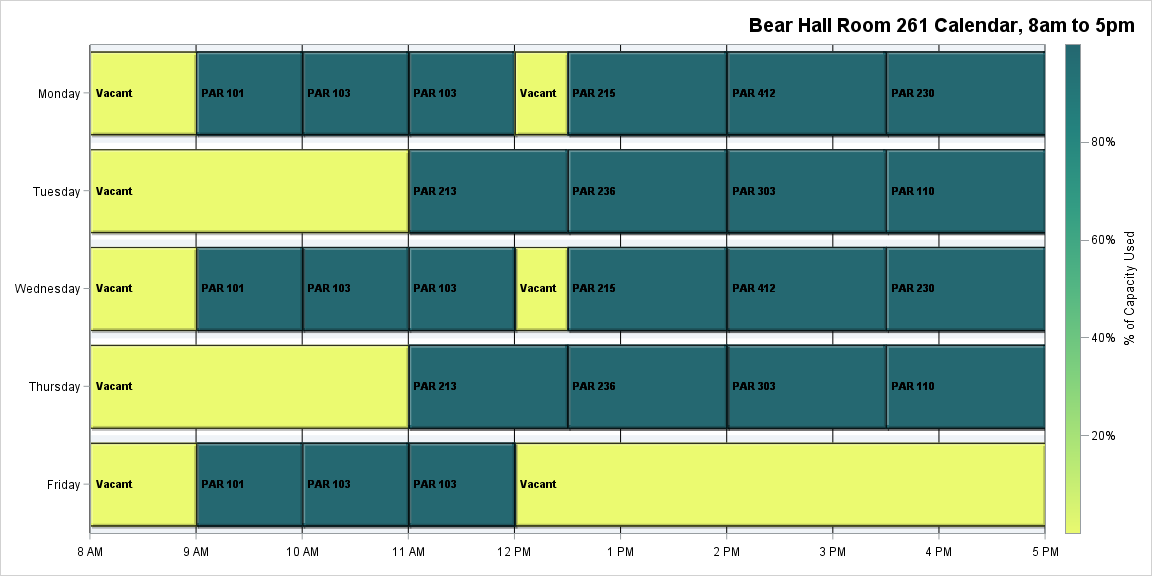 Bear Hall Room 261 Calendar, 8am to 5pm
Monday
Vacant
PAR 101
PAR 103
PAR 103
Vacant
PAR 215
PAR 412
PAR 230
Tuesday
Vacant
PAR 213
PAR 236
PAR 303
PAR 110
Wednesday
Vacant
PAR 101
PAR 103
PAR 103
Vacant
PAR 215
PAR 412
PAR 230
Thursday
Vacant
PAR 213
PAR 236
PAR 303
PAR 110
Friday
Vacant
PAR 101
PAR 103
PAR 103
Vacant
8 AM
9 AM
10 AM
11 AM
12 PM
1 PM
2 PM
3 PM
4 PM
5 PM
80%
60%
40%
20%
% of Capacity Used